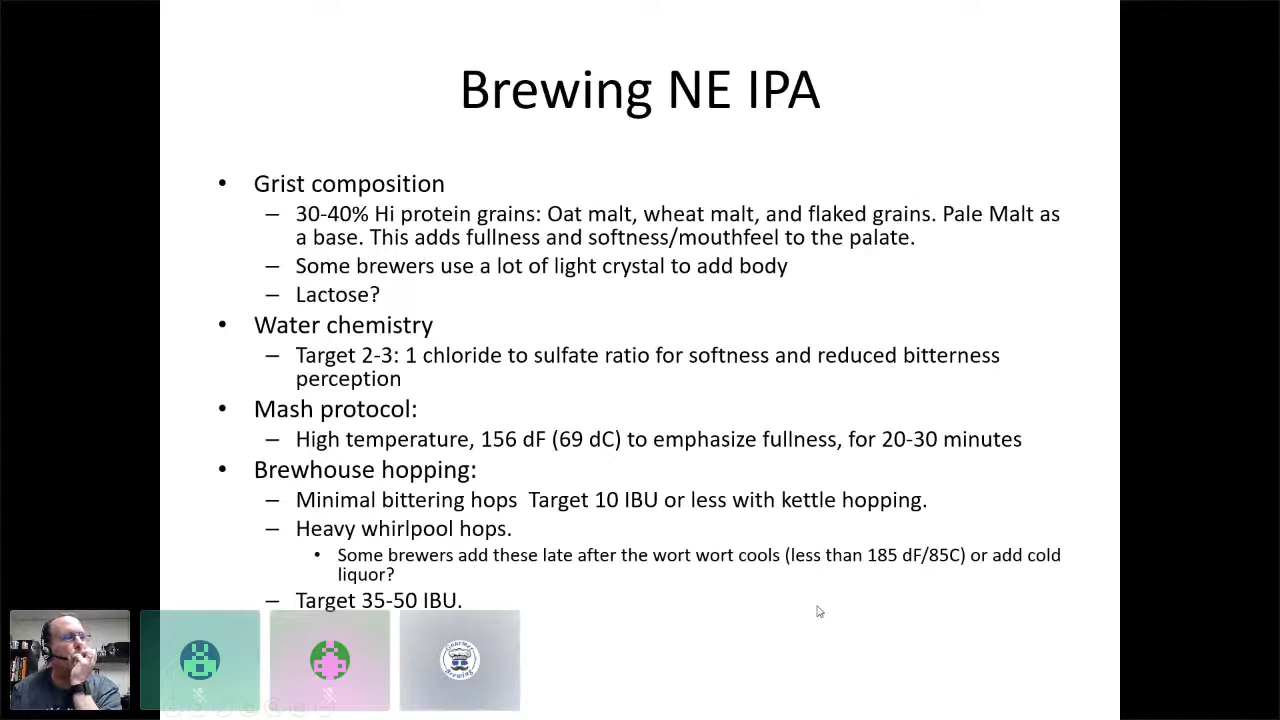 Brewing NE IPA
• Grist composition
– 30-40% Hi protein grains: Oat malt, wheat malt, and flaked grains. Pale Malt as
a base. This adds fullness and softness/mouthfeel to the palate.
– Some brewers use a lot of light crystal to add body
– Lactose?
• Water chemistry
– Target 2-3: 1 chloride to sulfate ratio for softness and reduced bitterness
perception
• Mash protocol:
– High temperature, 156 dF (69 dC) to emphasize fullness, for 20-30 minutes
• Brewhouse hopping:
– Minimal bittering hops  Target 10 IBU or less with kettle hopping.
– Heavy whirlpool hops.
• Some brewers add these late after the wort wort cools (less than 185 dF/85C) or add cold
liquor?
– Target 35-50 IBU.
Gourmet
Brewing